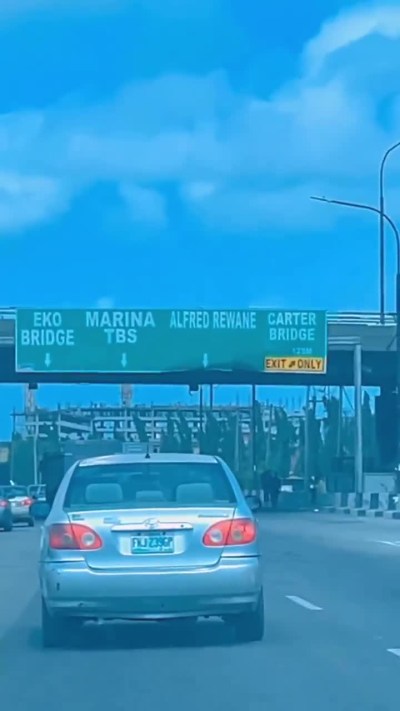 EKO
BRIDGE
MARINA
TBS
ALFRED REWANE
CARTER
BRIDGE
EXIT ONLY